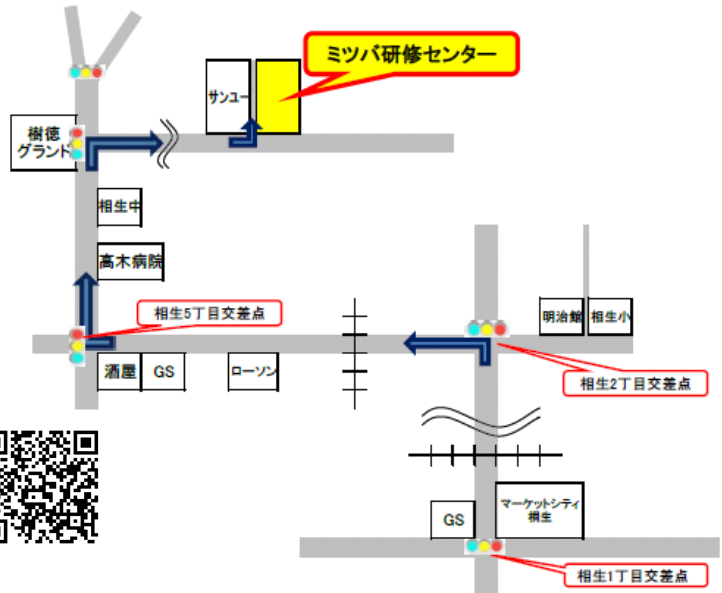 ミツバ研修センター
サンユー
樹徳
グランド
相生中
高木病院
相生5丁目交差点
明治館
相生小
酒屋
GS
ローソン
相生2丁目交差点
GS
マーケットシティ
桐生
相生1丁目交差点